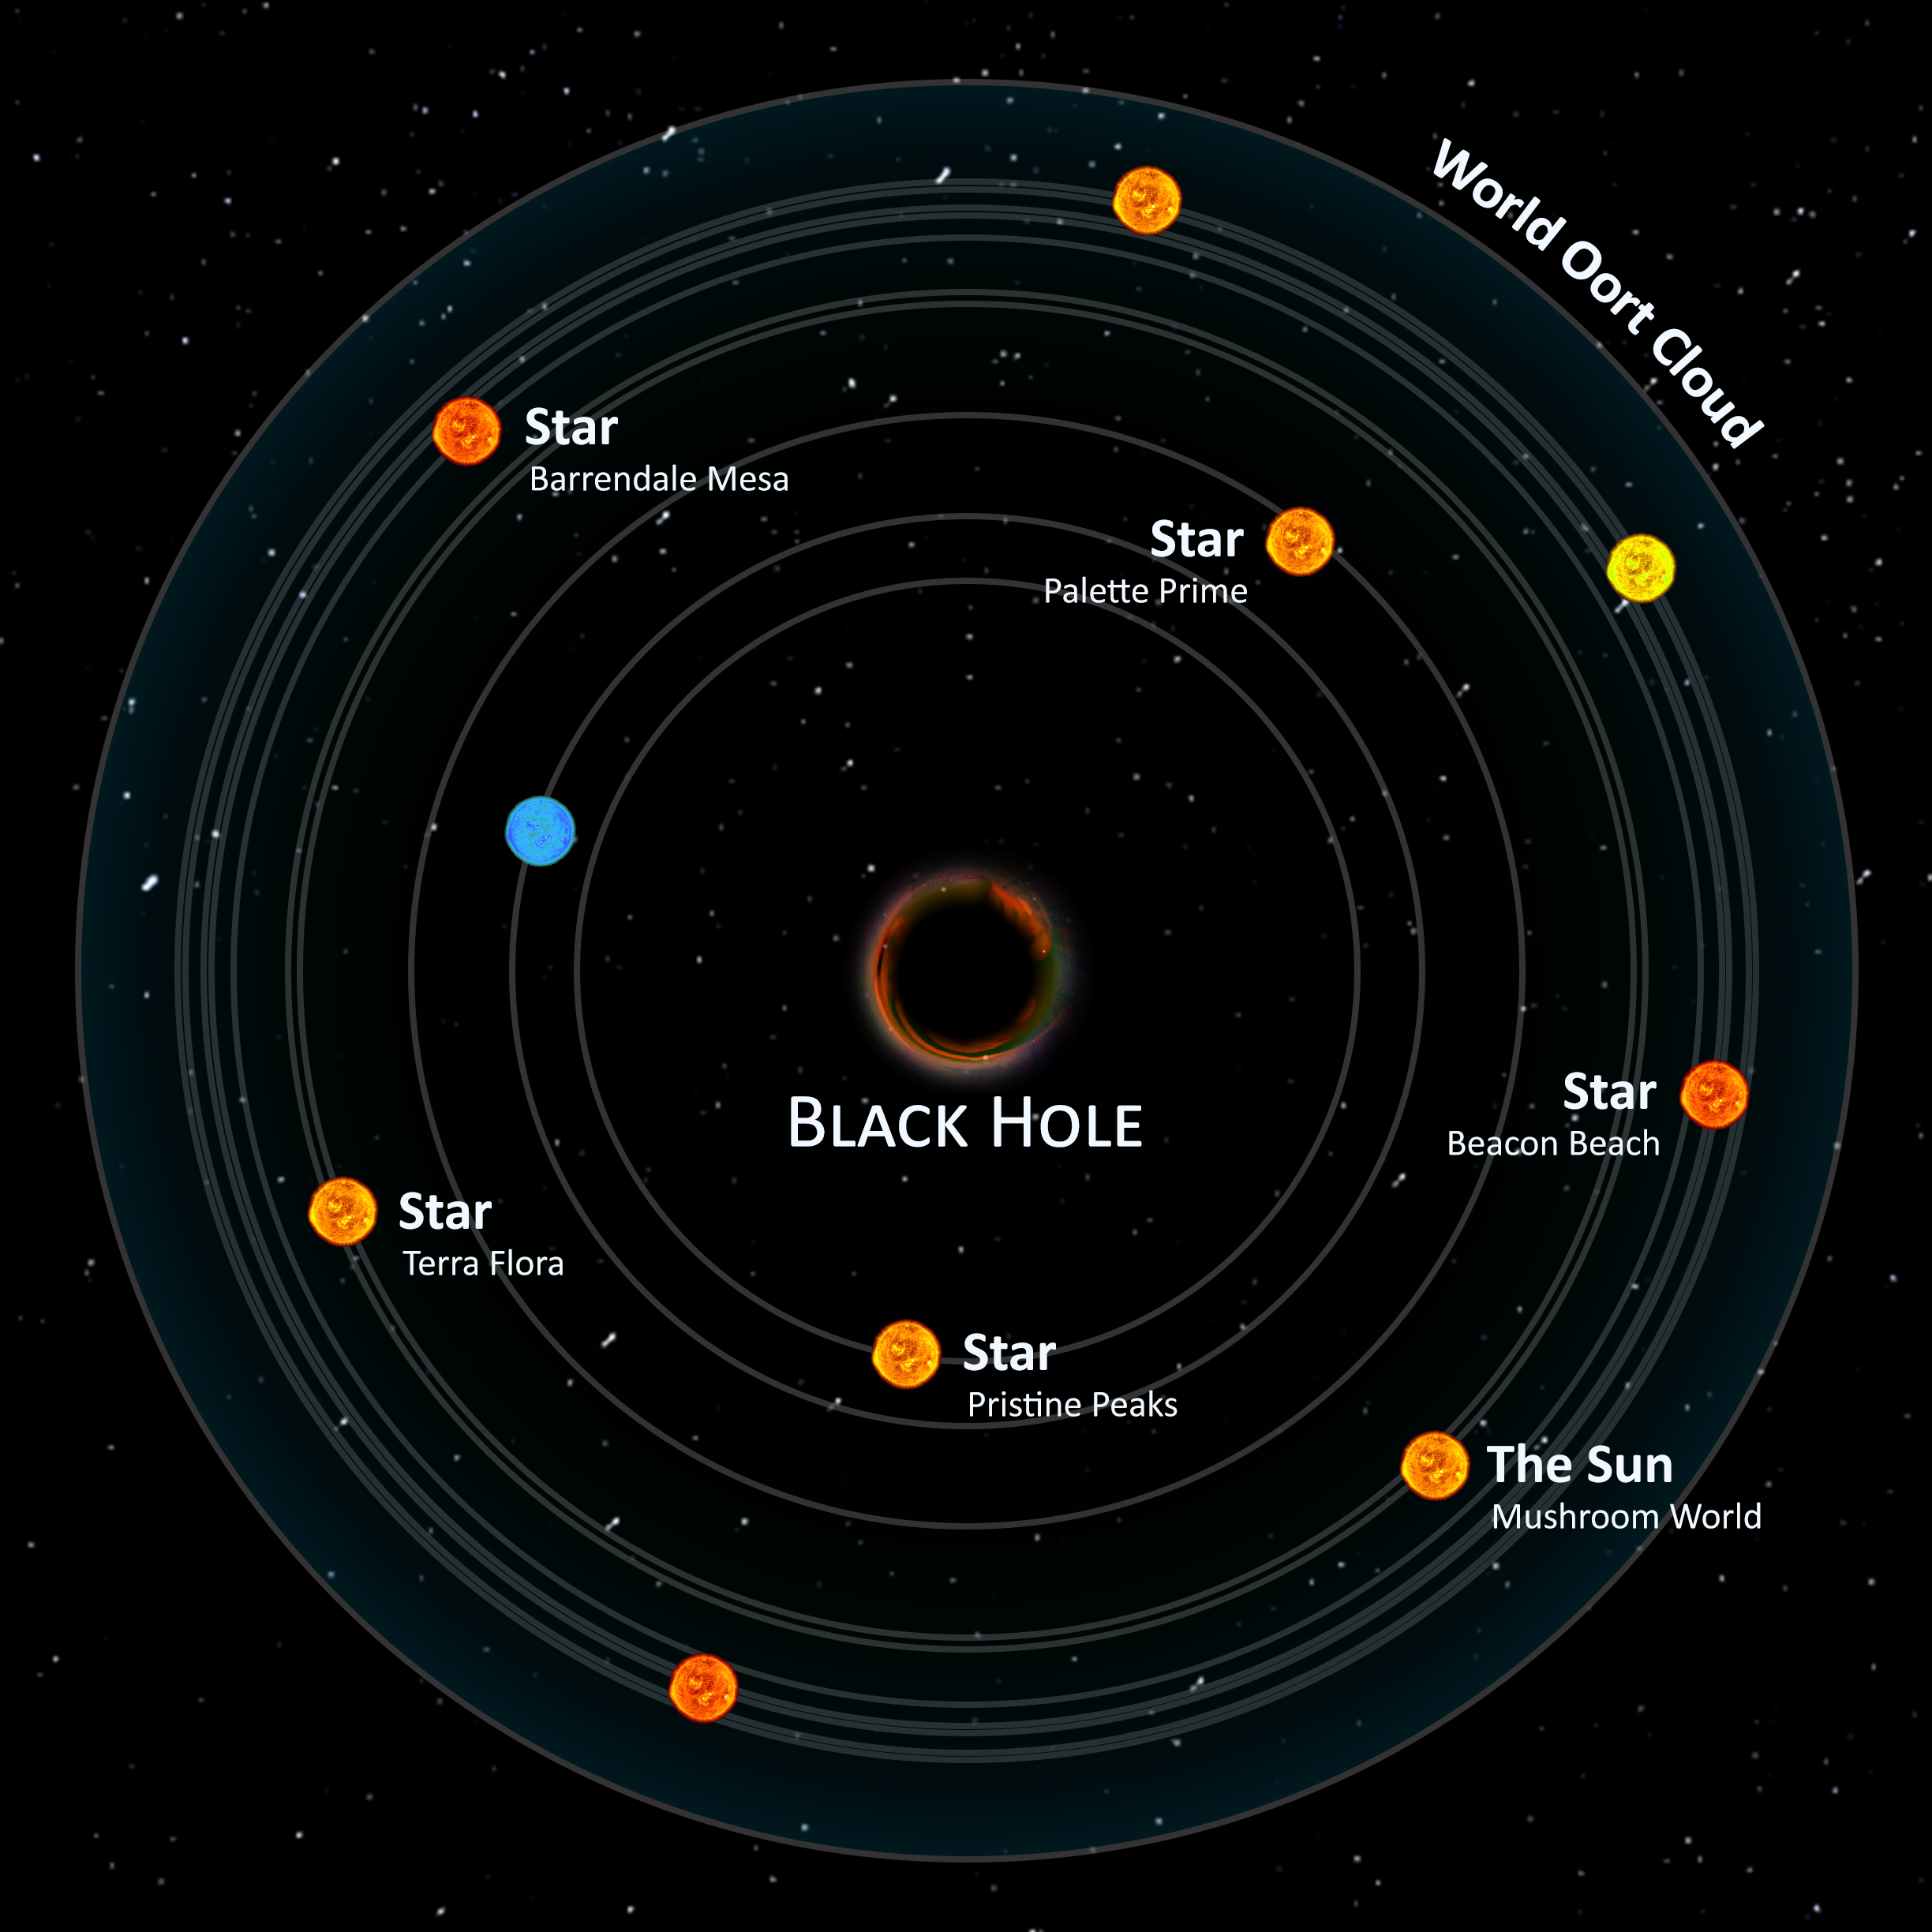 World Oort Cloud
Star
Barrendale Mesa
Star
Palette Prime
BLACK HOLE
Star
Beacon Beach
Star
Terra Flora
Star
Pristine Peaks
The Sun
Mushroom World